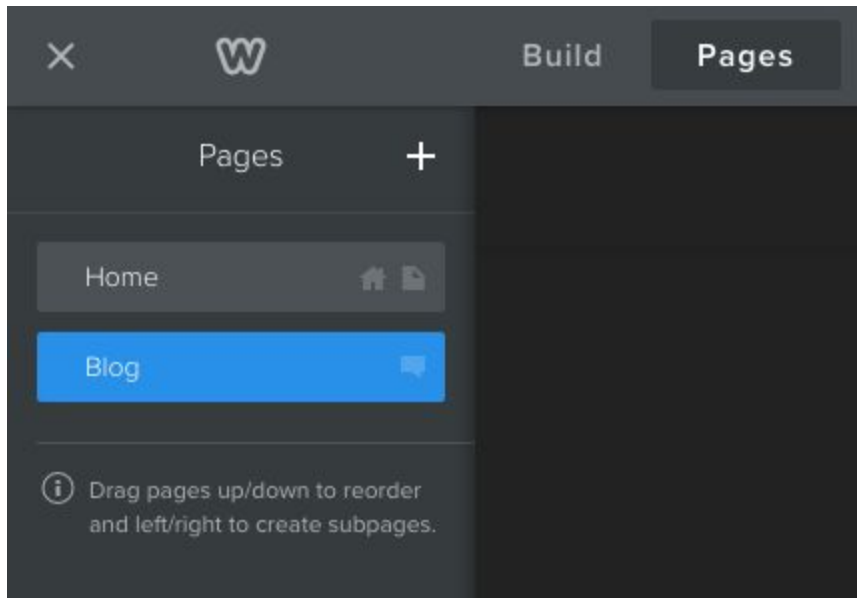 Build Pages
Pages
Home
Blog
Drag pages up/down to reorder
and left/right to create subpages.